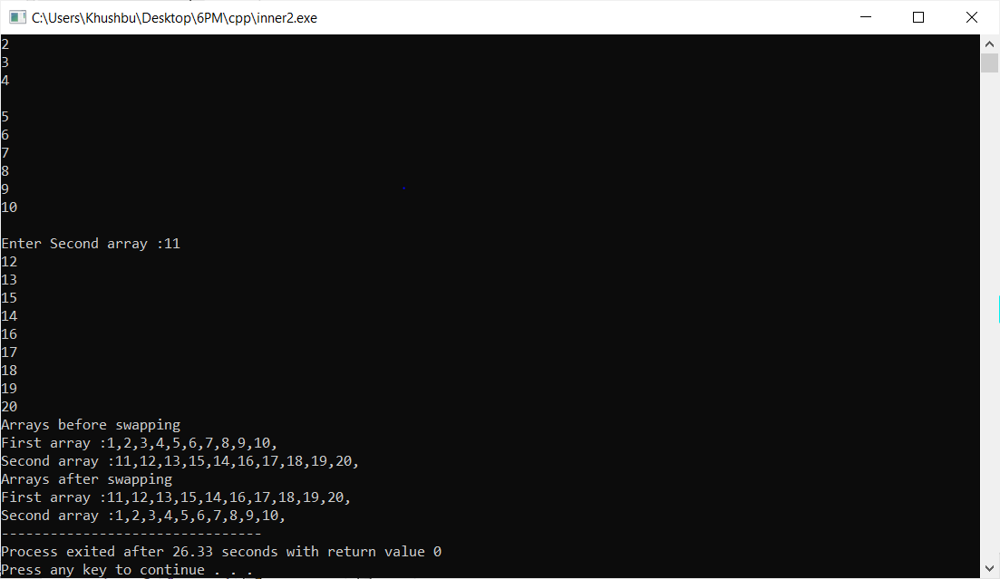 C:\Users\Khushbu\Desktop\6PM\cpp\inner2.exe
2
3
4
5
6
7
8
9
10
Enter Second array :11
12
13
15
14
16
17
18
19
20
Arrays before swapping
First array :1,2,3,4,5,6,7,8,9,10,
Second array :11,12,13,15,14,16,17,18,19,20,
Arrays after swapping
First array :11,12,13,15,14,16,17,18,19,20,
Second array :1,2,3,4,5,6,7,8,9,10,
--------------------------------
Process exited after 26.33 seconds with return value 0
Press any key to continue . . .